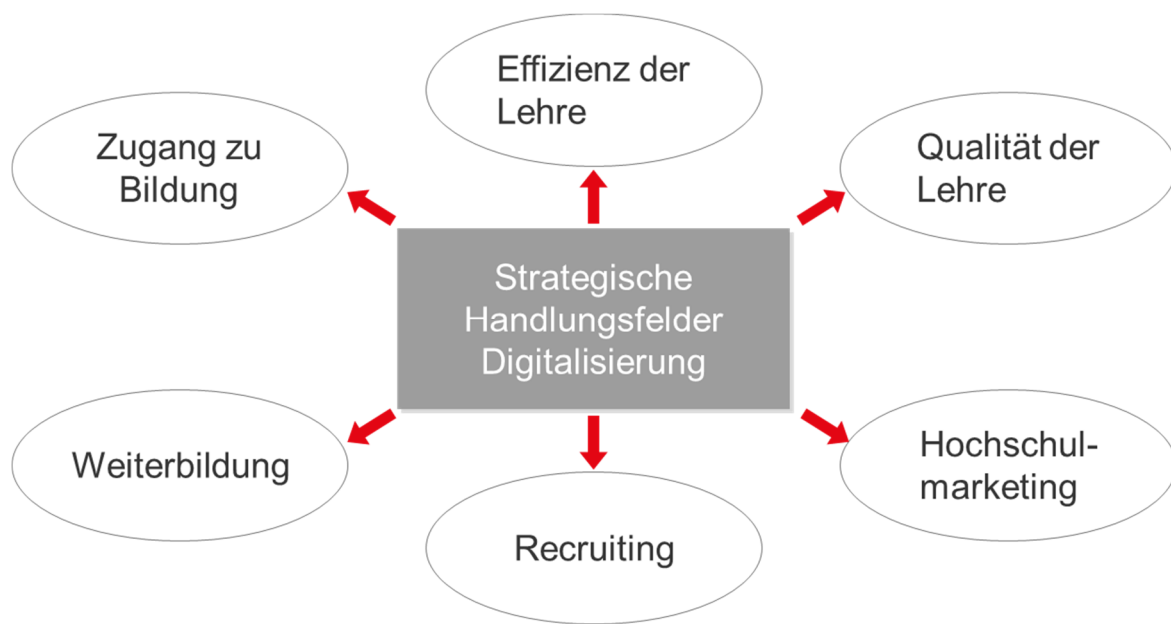 Effizienz der
Lehre
Zugang zu
Bildung
Qualität der
Lehre
Strategische
Handlungsfelder
Digitalisierung
Weiterbildung
Hochschul-
marketing
Recruiting